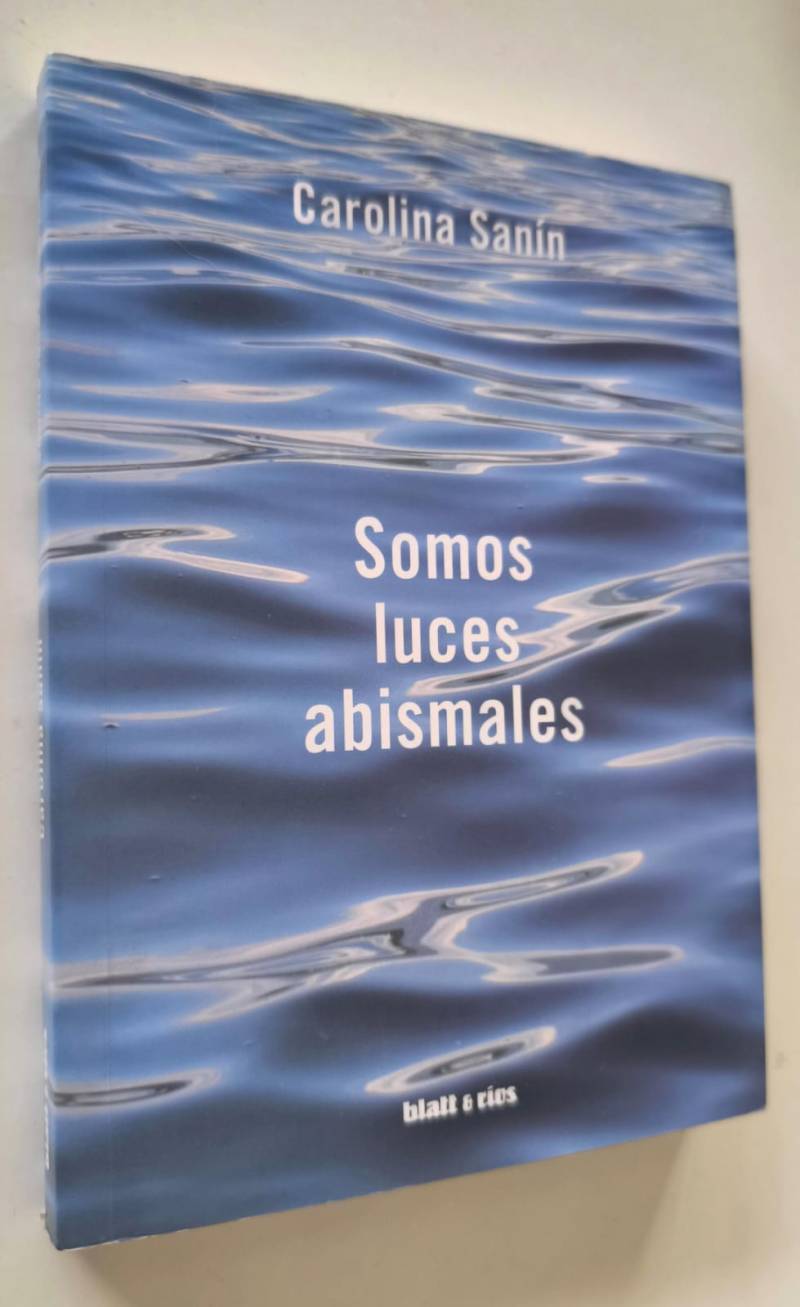 Carolina Sanín
Somos
luces
abismales
blatt & ríos